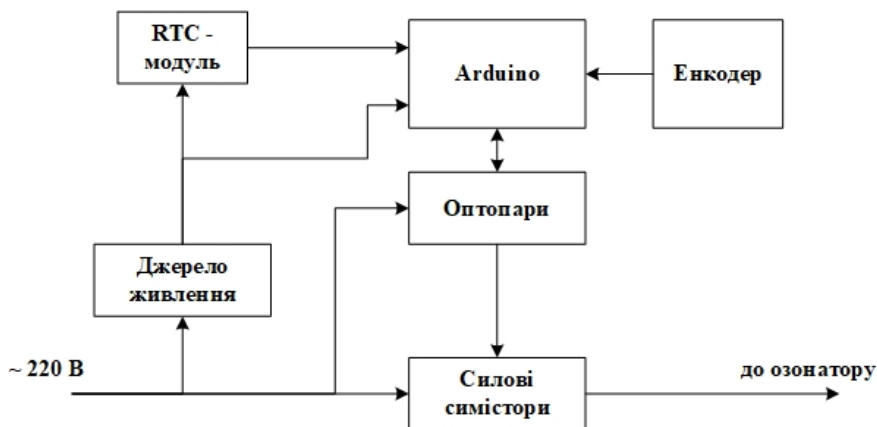 RTC -
модуль
Arduino
Енкодер
Оптопари
Джерело
живлення
~ 220 В
Силові
симістори
до озонатору